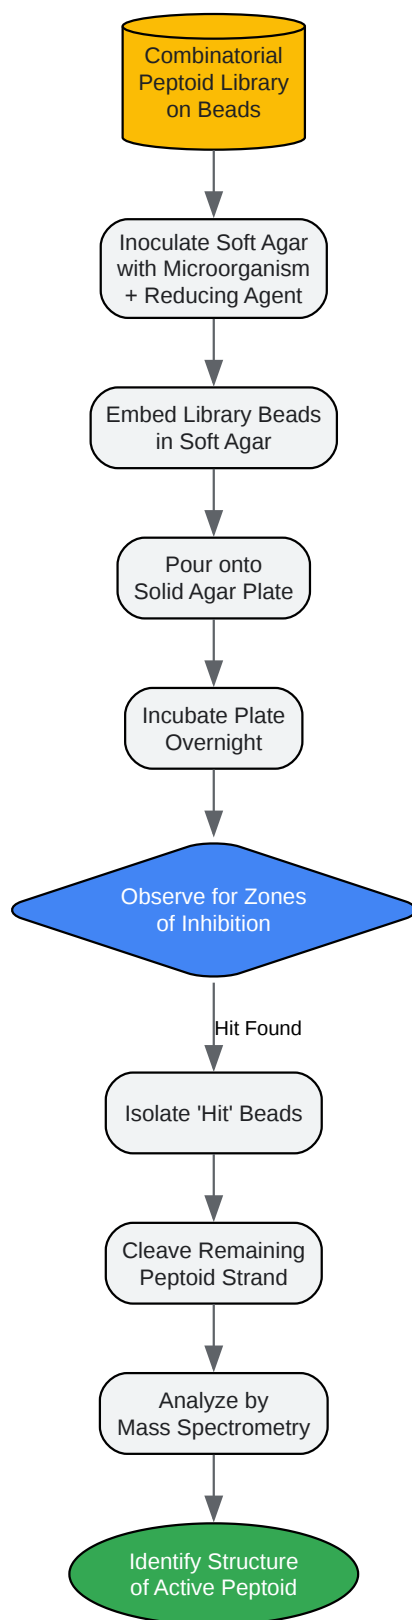 Combinatorial
Peptoid Library
on Beads
Inoculate Soft Agar
with Microorganism
+ Reducing Agent
Embed Library Beads
in Soft Agar
Pour onto
Solid Agar Plate
Incubate Plate
Overnight
Observe for Zones
of Inhibition
Hit Found
Isolate 'Hit' Beads
Cleave Remaining
Peptoid Strand
Analyze by
Mass Spectrometry
Identify Structure
of Active Peptoid